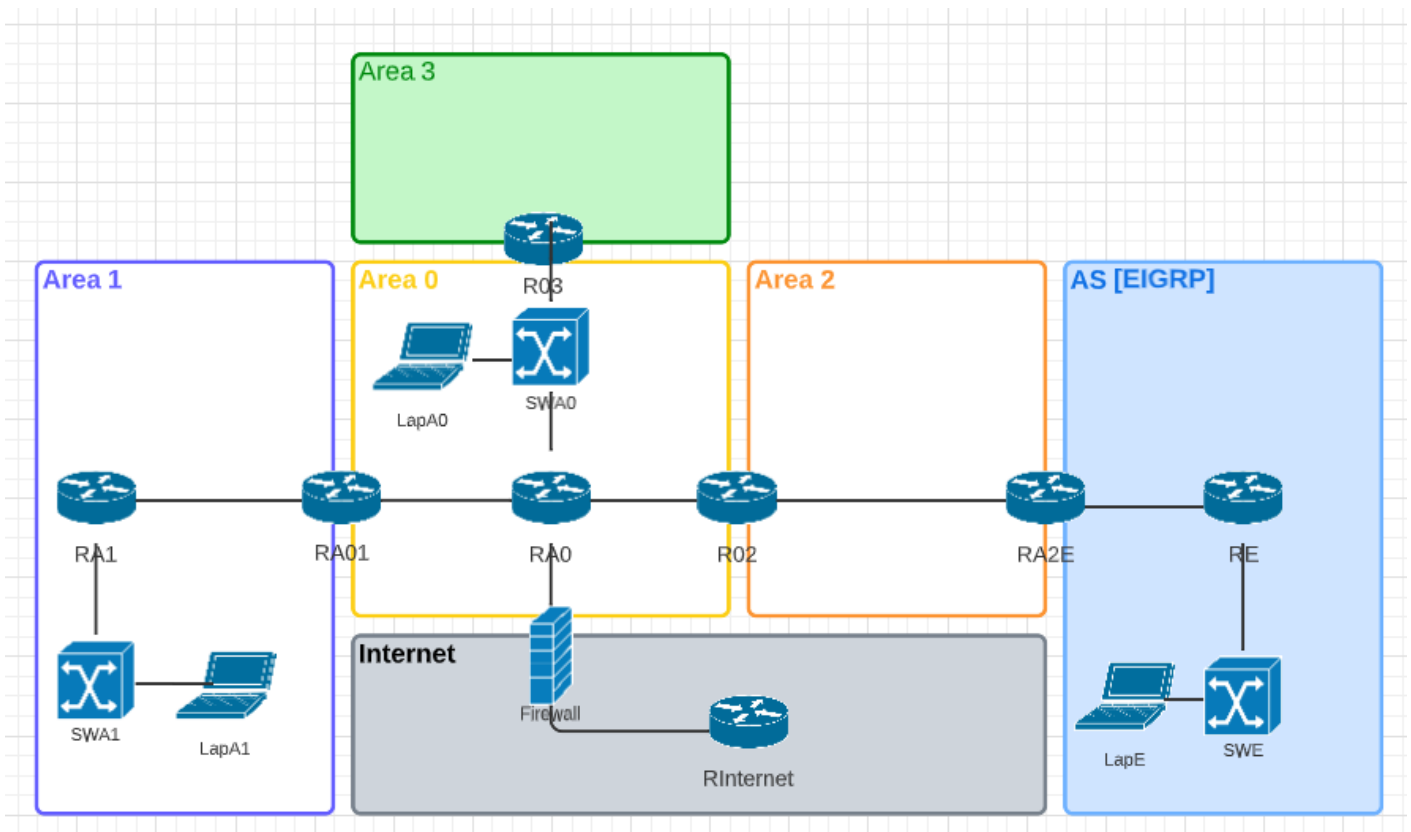 Area 3
R03
Area 1
Area 0
Area 2
AS [EIGRP]
LapA0
SWA0
RA1
RA01
RA0
R02
RA2E
RE
Internet
Firewall
RInternet
SWA1
LapA1
LapE
SWE